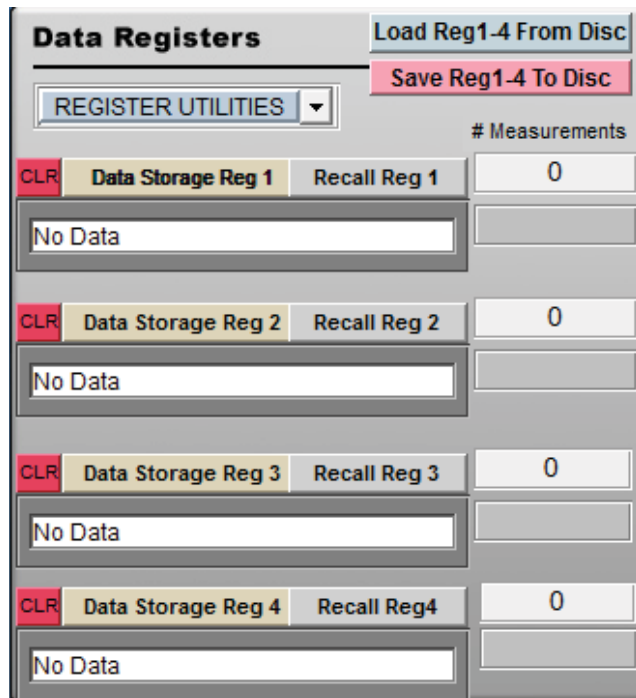 Data Registers
Load Reg1-4 From Disc
Save Reg1-4 To Disc
REGISTER UTILITIES
# Measurements
CLR Data Storage Reg 1 Recall Reg 1 0
No Data
CLR Data Storage Reg 2 Recall Reg 2 0
No Data
CLR Data Storage Reg 3 Recall Reg 3 0
No Data
CLR Data Storage Reg 4 Recall Reg4 0
No Data